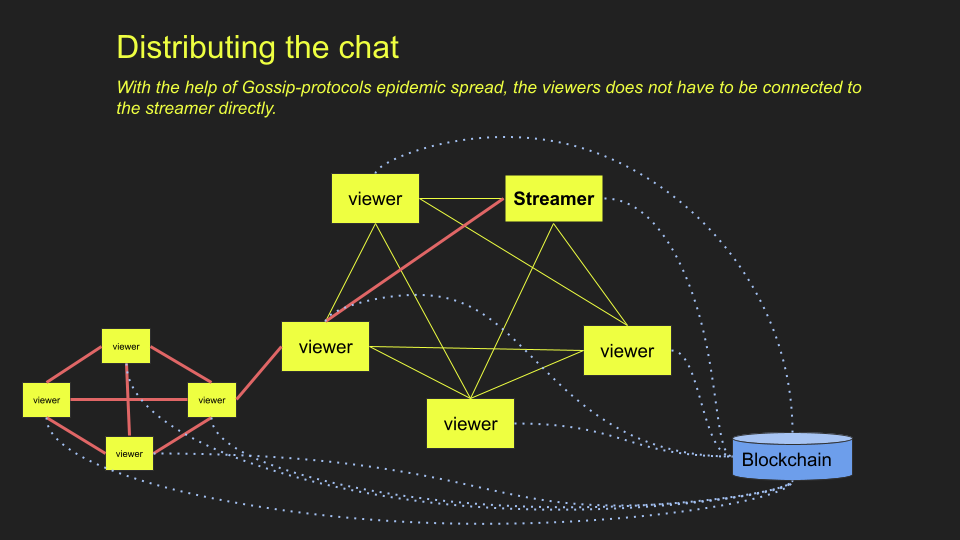 Distributing the chat
With the help of Gossip-protocols epidemic spread, the viewers does not have to be connected to
the streamer directly.
viewer
Streamer
viewer
viewer
viewer
viewer
viewer
viewer
viewer
Blockchain